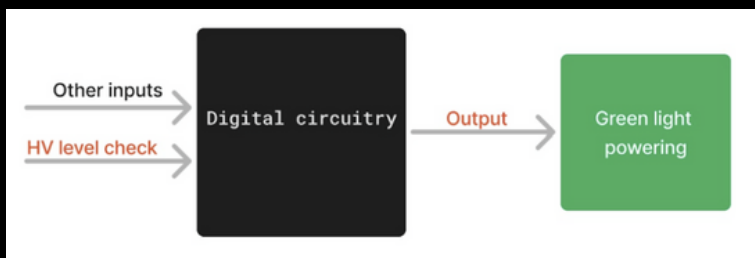 Other inputs
HV level check
Digital circuitry
Output
Green light
powering